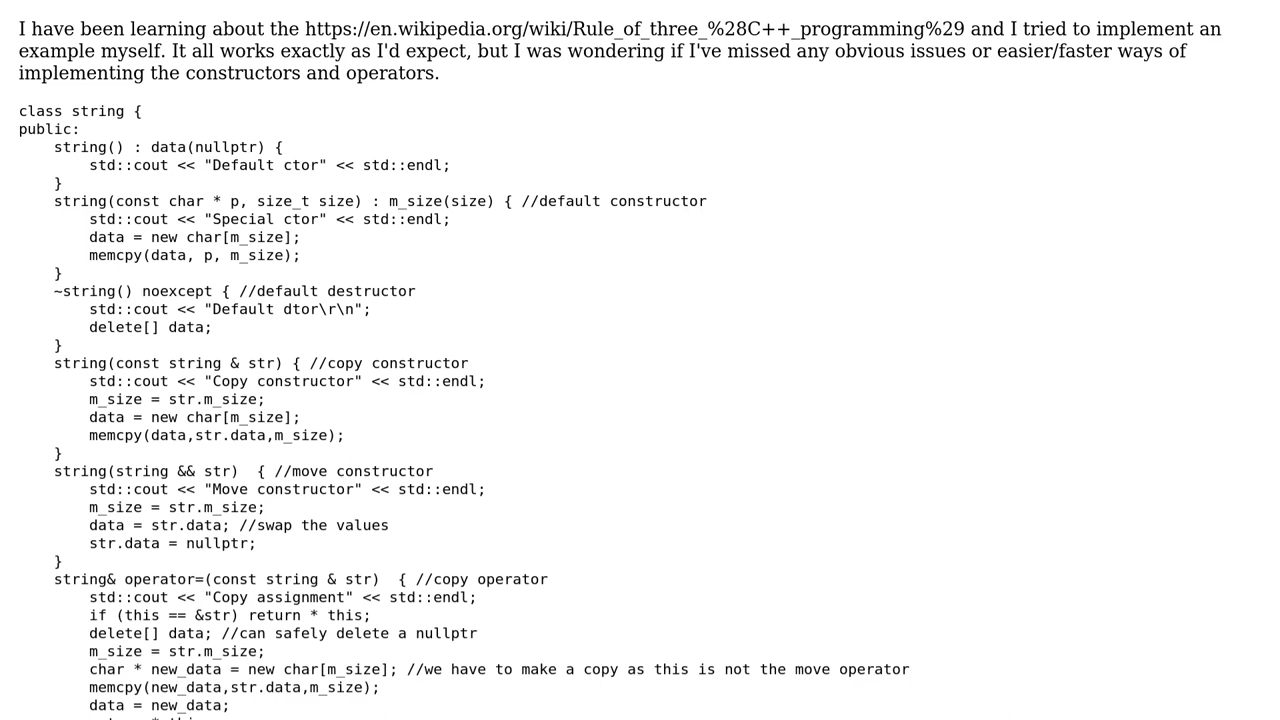 I have been learning about the https://en.wikipedia.org/wiki/Rule_of_three_%28C++_programming%29 and I tried to implement an
example myself. It all works exactly as I'd expect, but I was wondering if I've missed any obvious issues or easier/faster ways of
implementing the constructors and operators.
class string {
public:
    string() : data(nullptr) {
        std::cout << "Default ctor" << std::endl;
    }
    string(const char * p, size_t size) : m_size(size) { //default constructor
        std::cout << "Special ctor" << std::endl;
        data = new char[m_size];
        memcpy(data, p, m_size);
    }
    ~string() noexcept { //default destructor
        std::cout << "Default dtor\r\n";
        delete[] data;
    }
    string(const string & str) { //copy constructor
        std::cout << "Copy constructor" << std::endl;
        m_size = str.m_size;
        data = new char[m_size];
        memcpy(data,str.data,m_size);
    }
    string(string && str)  { //move constructor
        std::cout << "Move constructor" << std::endl;
        m_size = str.m_size;
        data = str.data; //swap the values
        str.data = nullptr;
    }
    string& operator=(const string & str)  { //copy operator
        std::cout << "Copy assignment" << std::endl;
        if (this == &str) return * this;
        delete[] data; //can safely delete a nullptr
        m_size = str.m_size;
        char * new_data = new char[m_size]; //we have to make a copy as this is not the move operator
        memcpy(new_data,str.data,m_size);
        data = new_data;